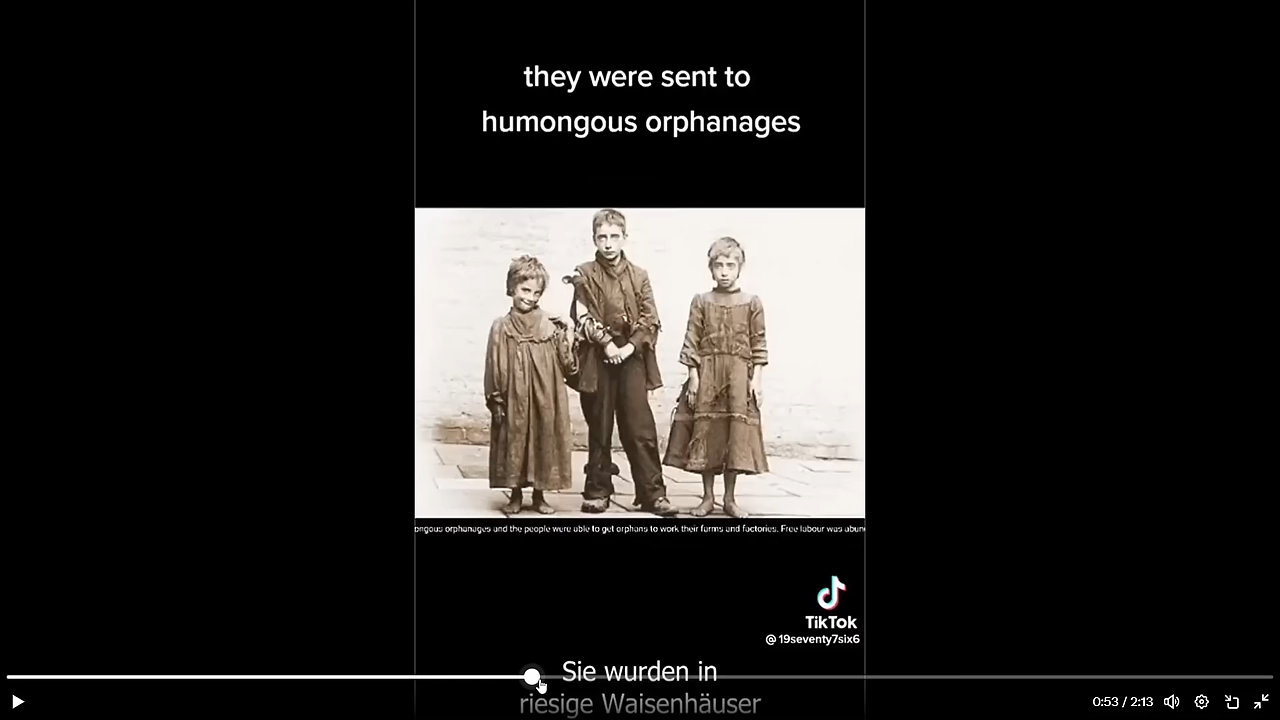 they were sent to
humongous orphanages
ongous orphanages and the people were able to get orphans to work their farms and factories. Free labour was abun
TikTok
@19seventy7six6
Sie wurden in
riesige Waisenhäuser
0:53 / 2:13